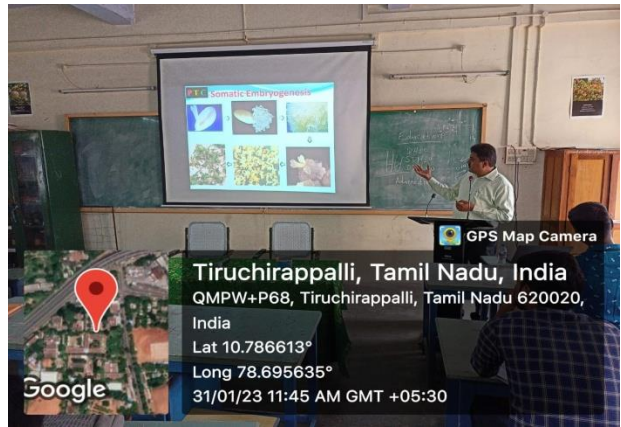 PTC Somatic Embryogenesis
GPS Map Camera
Tiruchirappalli, Tamil Nadu, India
QMPW+P68, Tiruchirappalli, Tamil Nadu 620020,
India
Lat 10.786613°
Long 78.695635°
31/01/23 11:45 AM GMT +05:30
Google